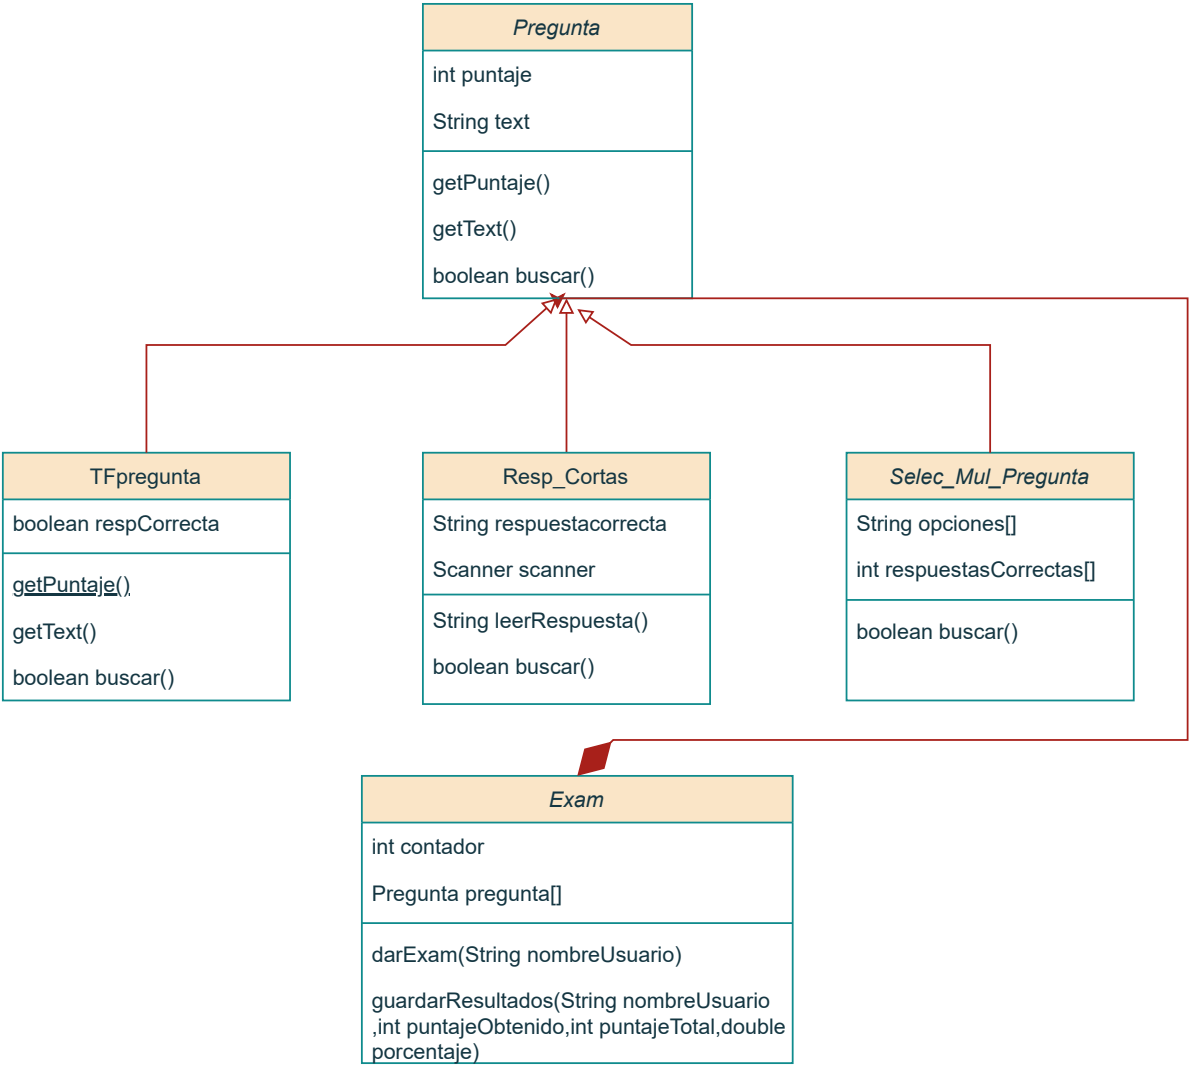 Pregunta
int puntaje
String text
getPuntaje()
getText()
boolean buscar()
TFpregunta
boolean respCorrecta
getPuntaje()
getText()
boolean buscar()
Resp_Cortas
String respuestacorrecta
Scanner scanner
String leerRespuesta()
boolean buscar()
Selec_Mul_Pregunta
String opciones[]
int respuestasCorrectas[]
boolean buscar()
Exam
int contador
Pregunta pregunta[]
darExam(String nombreUsuario)
guardarResultados(String nombreUsuario
,int puntajeObtenido,int puntajeTotal,double
porcentaje)